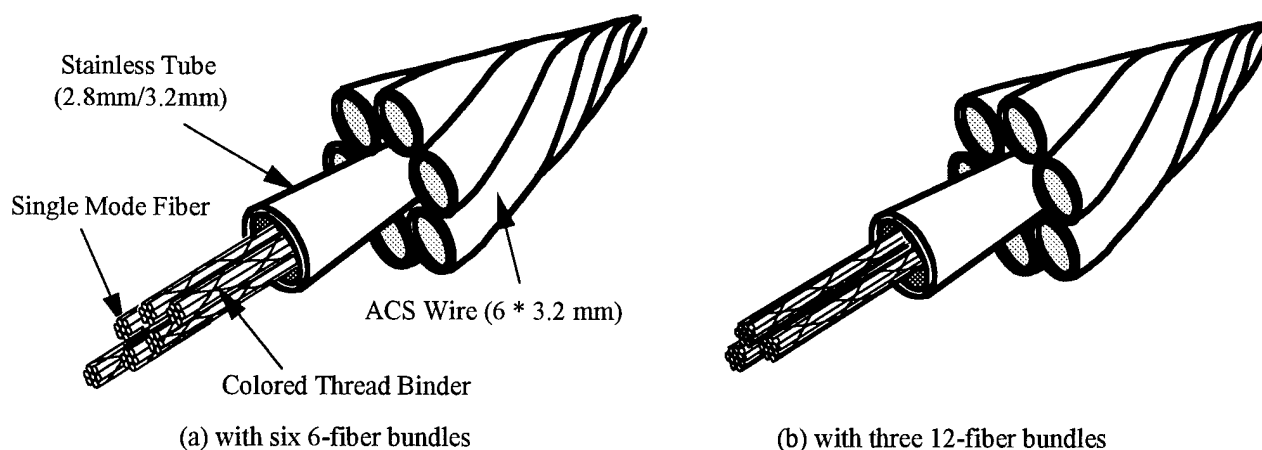 Stainless Tube
(2.8mm/3.2mm)
Single Mode Fiber
ACS Wire (6 * 3.2 mm)
Colored Thread Binder
(a) with six 6-fiber bundles
(b) with three 12-fiber bundles